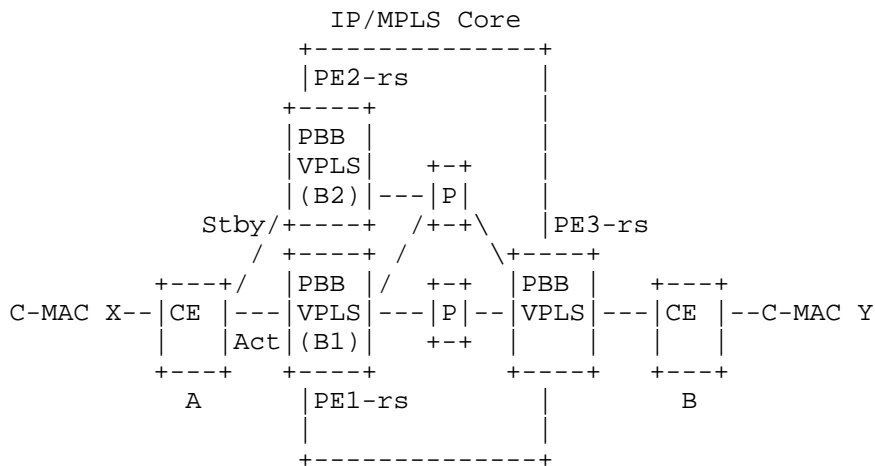 IP/MPLS Core
+--------------+
|PE2-rs        |
+----+           |
|PBB |           |
|VPLS|   +-+     |
|(B2)|---|P|     |
Stby/+----+  /+-+\    |PE3-rs
/ +----+ /     \+----+
+---+/  |PBB |/  +-+  |PBB |   +---+
C-MAC X--|CE |---|VPLS|---|P|--|VPLS|---|CE |--C-MAC Y
|   |Act|(B1)|   +-+  |    |   |   |
+---+   +----+        +----+   +---+
A     |PE1-rs        |       B
|              |
+--------------+